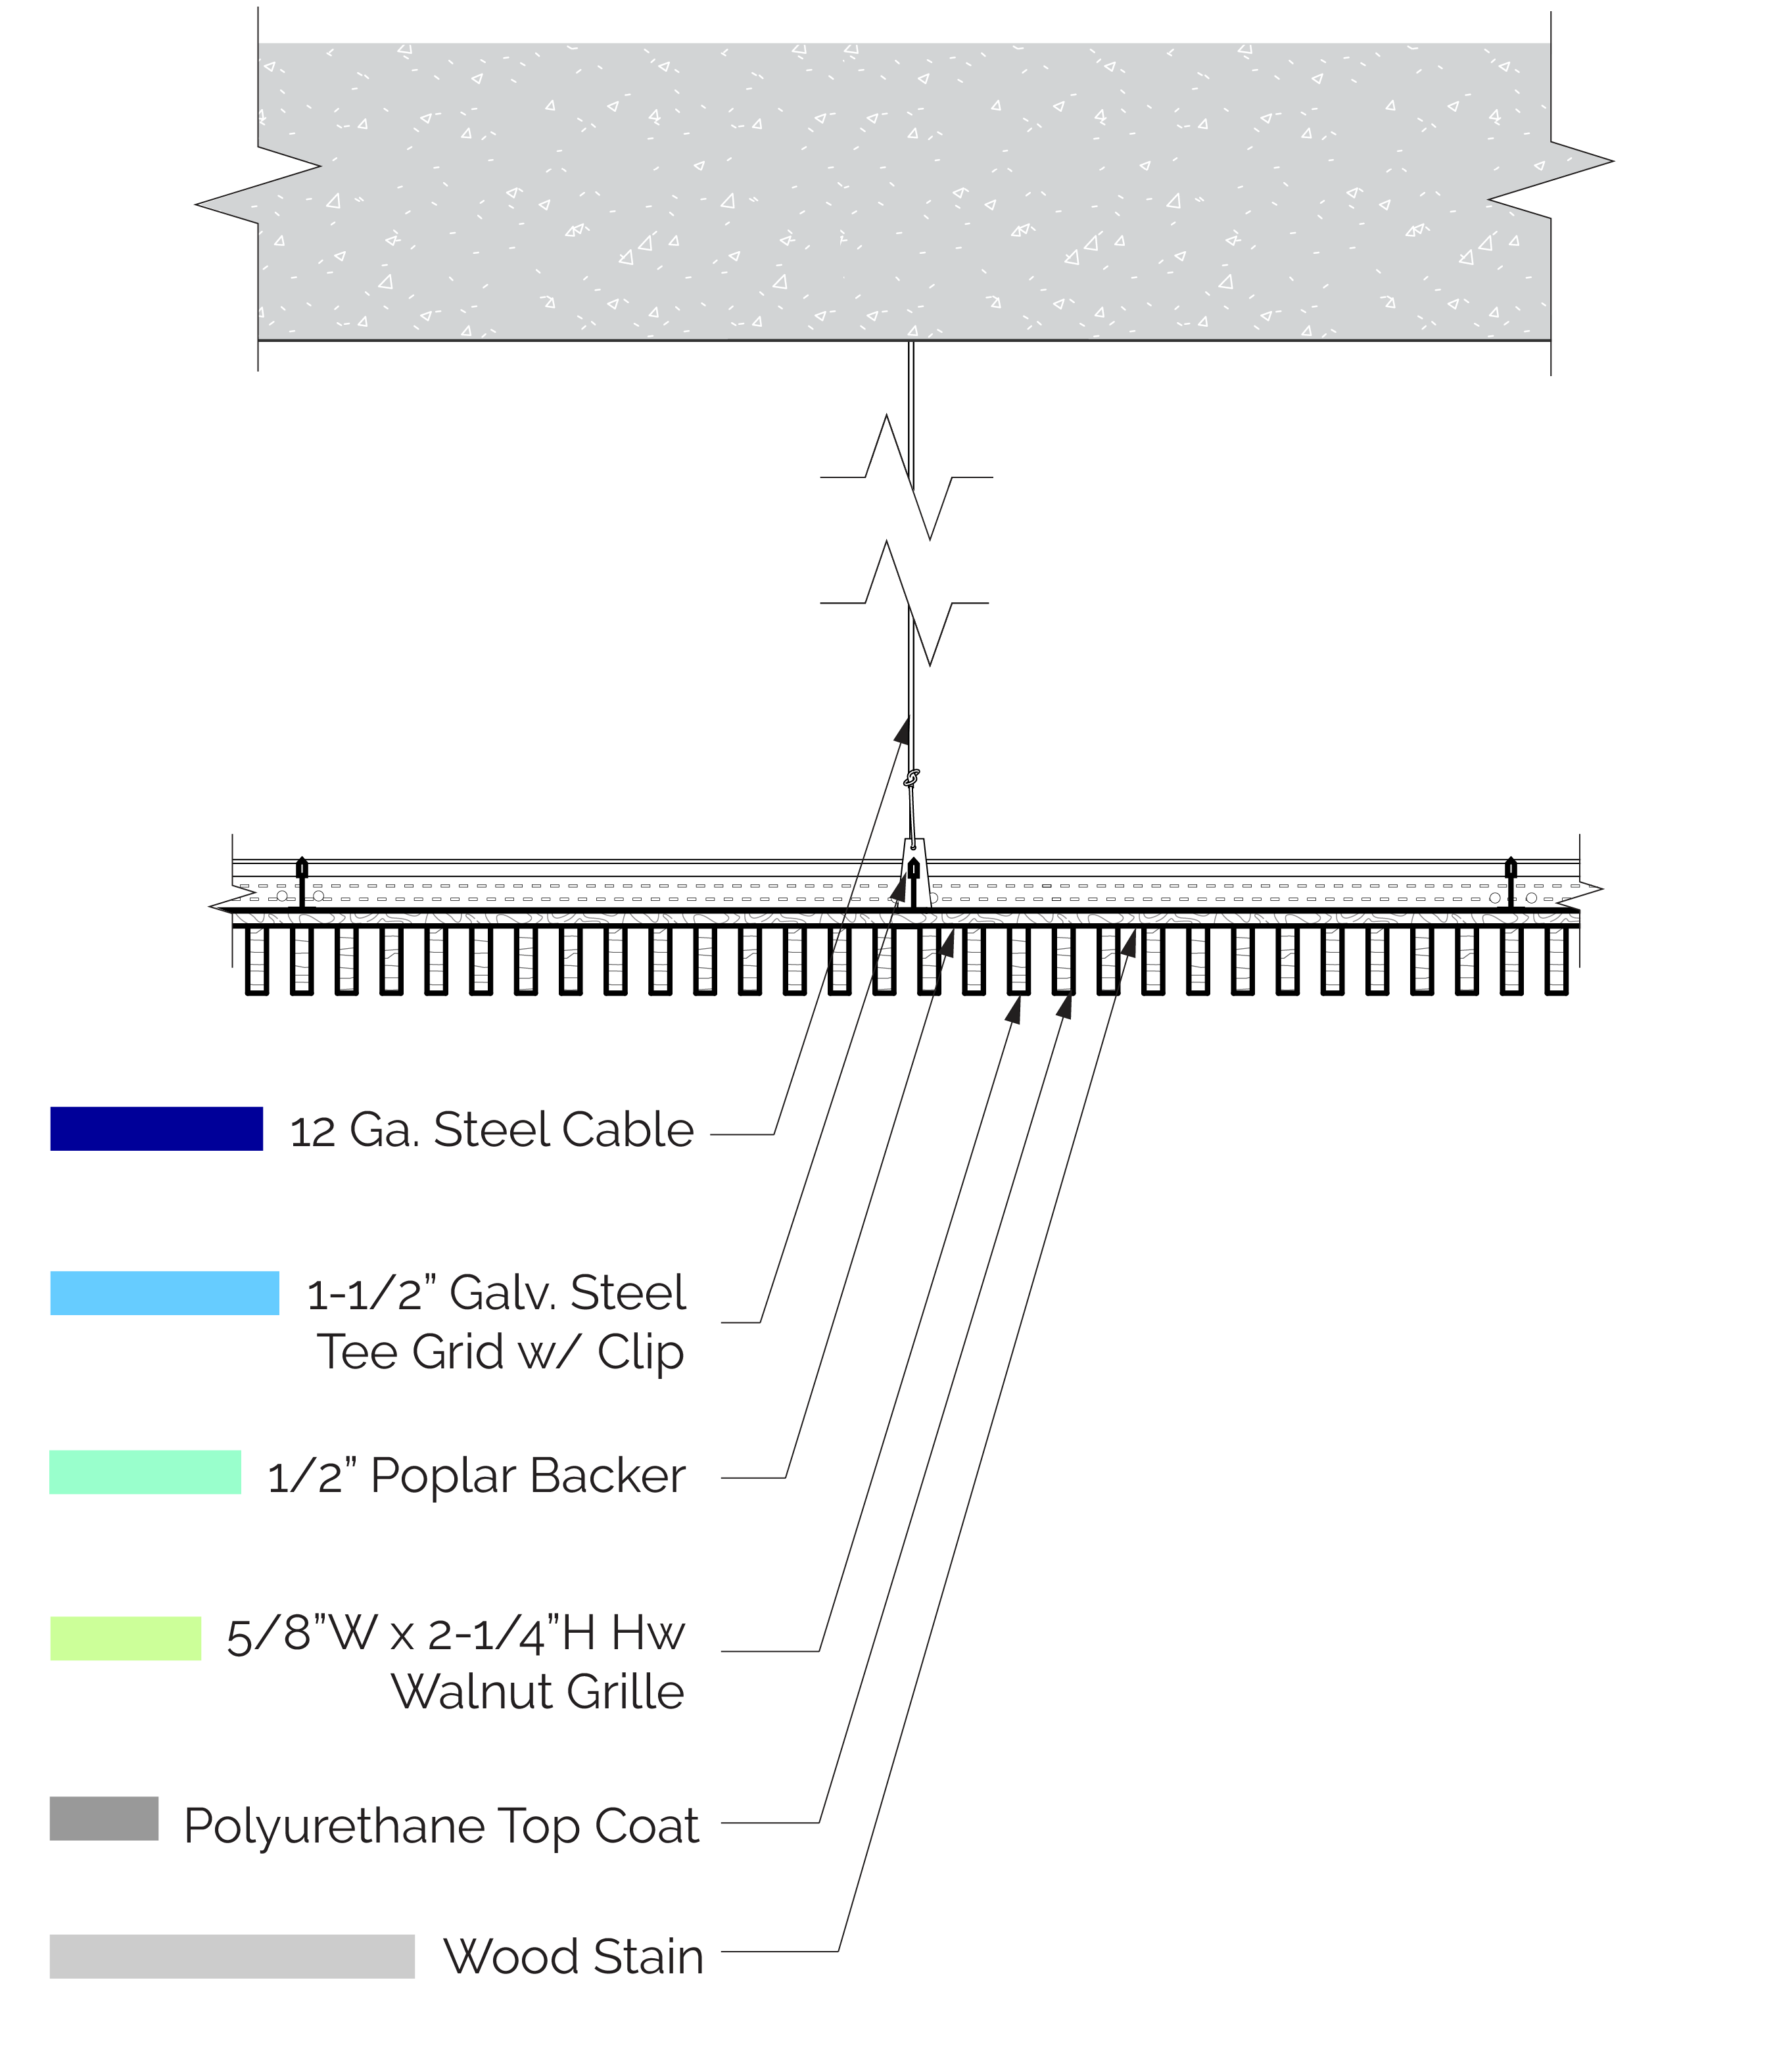 12 Ga. Steel Cable
1-1/2” Galv. Steel
Tee Grid w/ Clip
1/2” Poplar Backer
5/8”W x 2-1/4”H Hw
Walnut Grille
Polyurethane Top Coat
Wood Stain